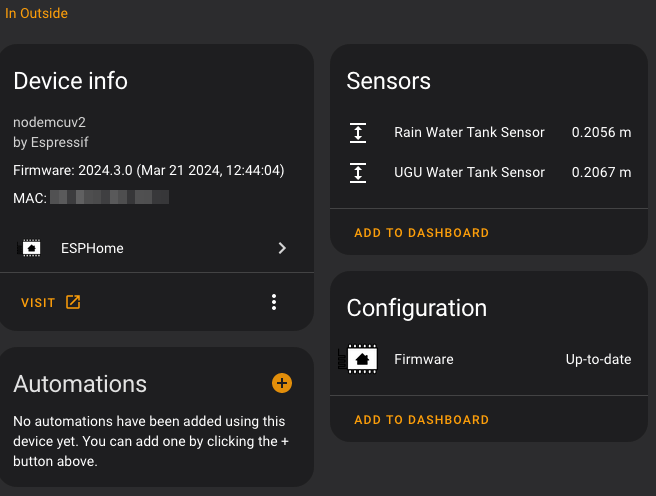 In Outside
Device info
nodemcuv2
by Espressif
Firmware: 2024.3.0 (Mar 21 2024, 12:44:04)
MAC:
ESPHome
VISIT
Automations
No automations have been added using this
device yet. You can add one by clicking the +
button above.
Sensors
Rain Water Tank Sensor 0.2056 m
UGU Water Tank Sensor 0.2067 m
ADD TO DASHBOARD
Configuration
Firmware Up-to-date
ADD TO DASHBOARD